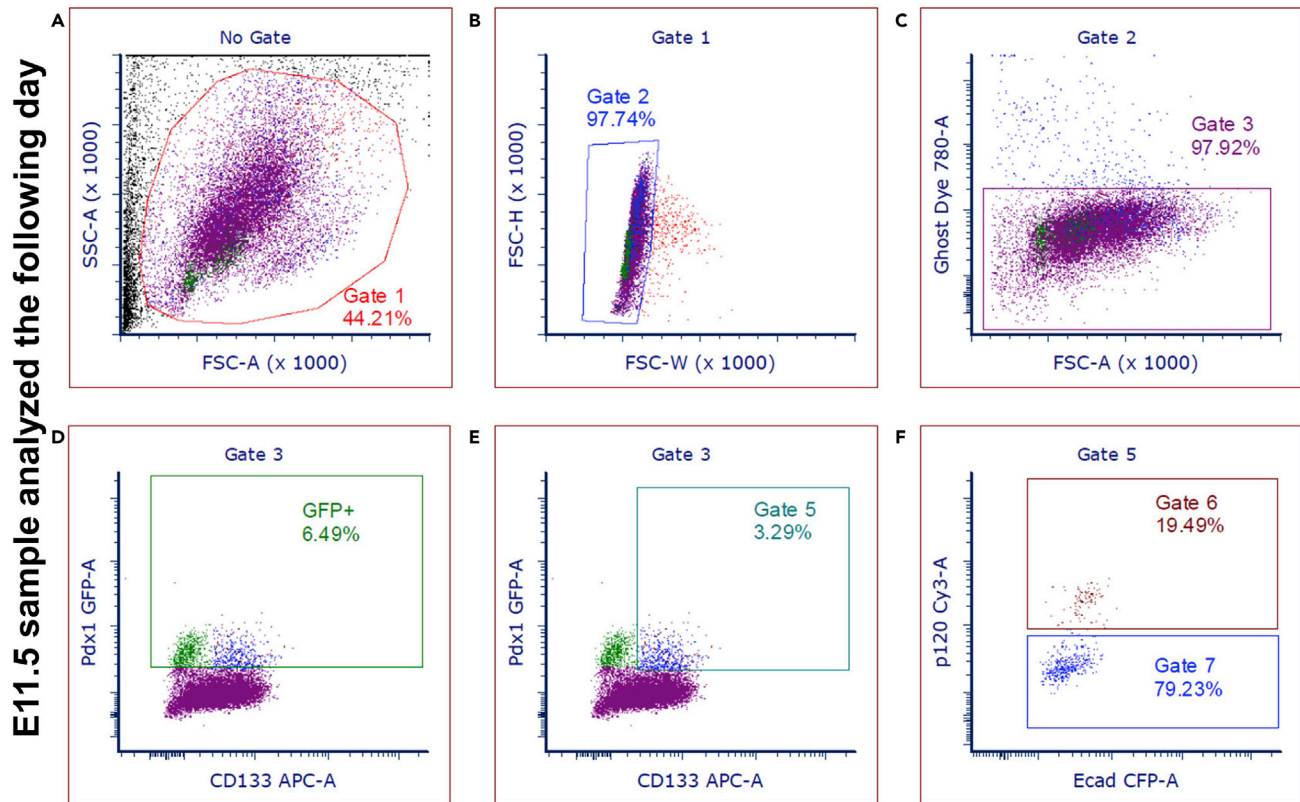 E11.5 sample analyzed the following day
A
No Gate
SSC-A (x 1000)
Gate 1
44.21%
FSC-A (x 1000)
B
Gate 1
FSC-H (x 1000)
Gate 2
97.74%
FSC-W (x 1000)
C
Gate 2
Ghost Dye 780-A
Gate 3
97.92%
FSC-A (x 1000)
D
Gate 3
Pdx1 GFP-A
GFP+
6.49%
CD133 APC-A
E
Gate 3
Pdx1 GFP-A
Gate 5
3.29%
CD133 APC-A
F
Gate 5
p120 Cy3-A
Gate 6
19.49%
Gate 7
79.23%
Ecad CFP-A